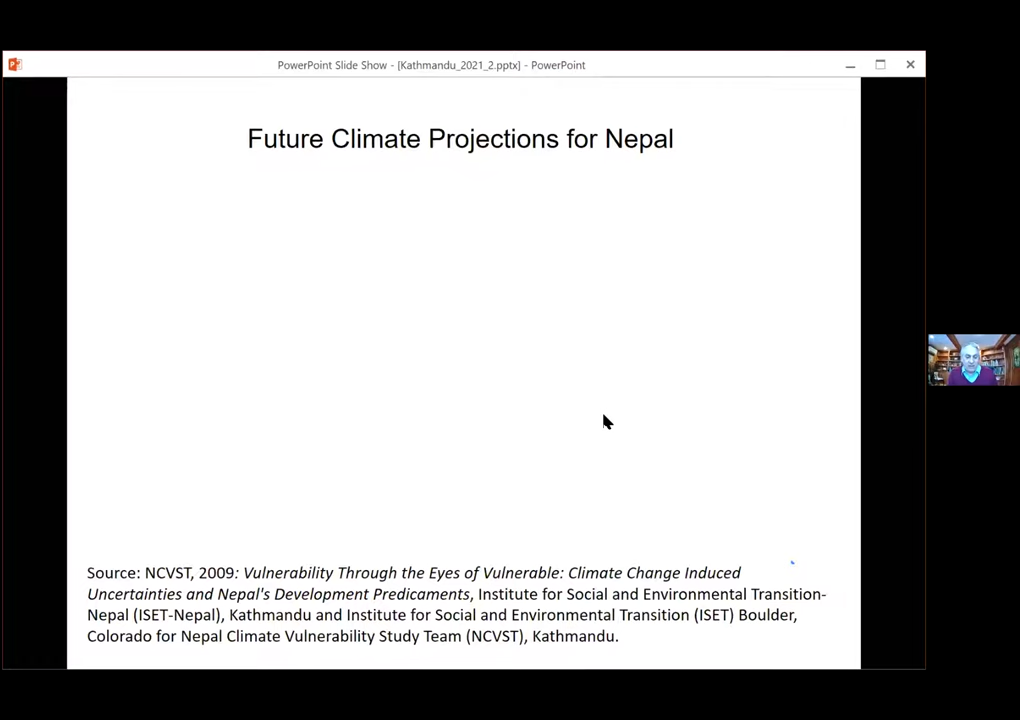 PowerPoint Slide Show - [Kathmandu_2021_2.pptx] - PowerPoint
Future Climate Projections for Nepal
Source: NCVST, 2009: Vulnerability Through the Eyes of Vulnerable: Climate Change Induced
Uncertainties and Nepal's Development Predicaments, Institute for Social and Environmental Transition-
Nepal (ISET-Nepal), Kathmandu and Institute for Social and Environmental Transition (ISET) Boulder,
Colorado for Nepal Climate Vulnerability Study Team (NCVST), Kathmandu.